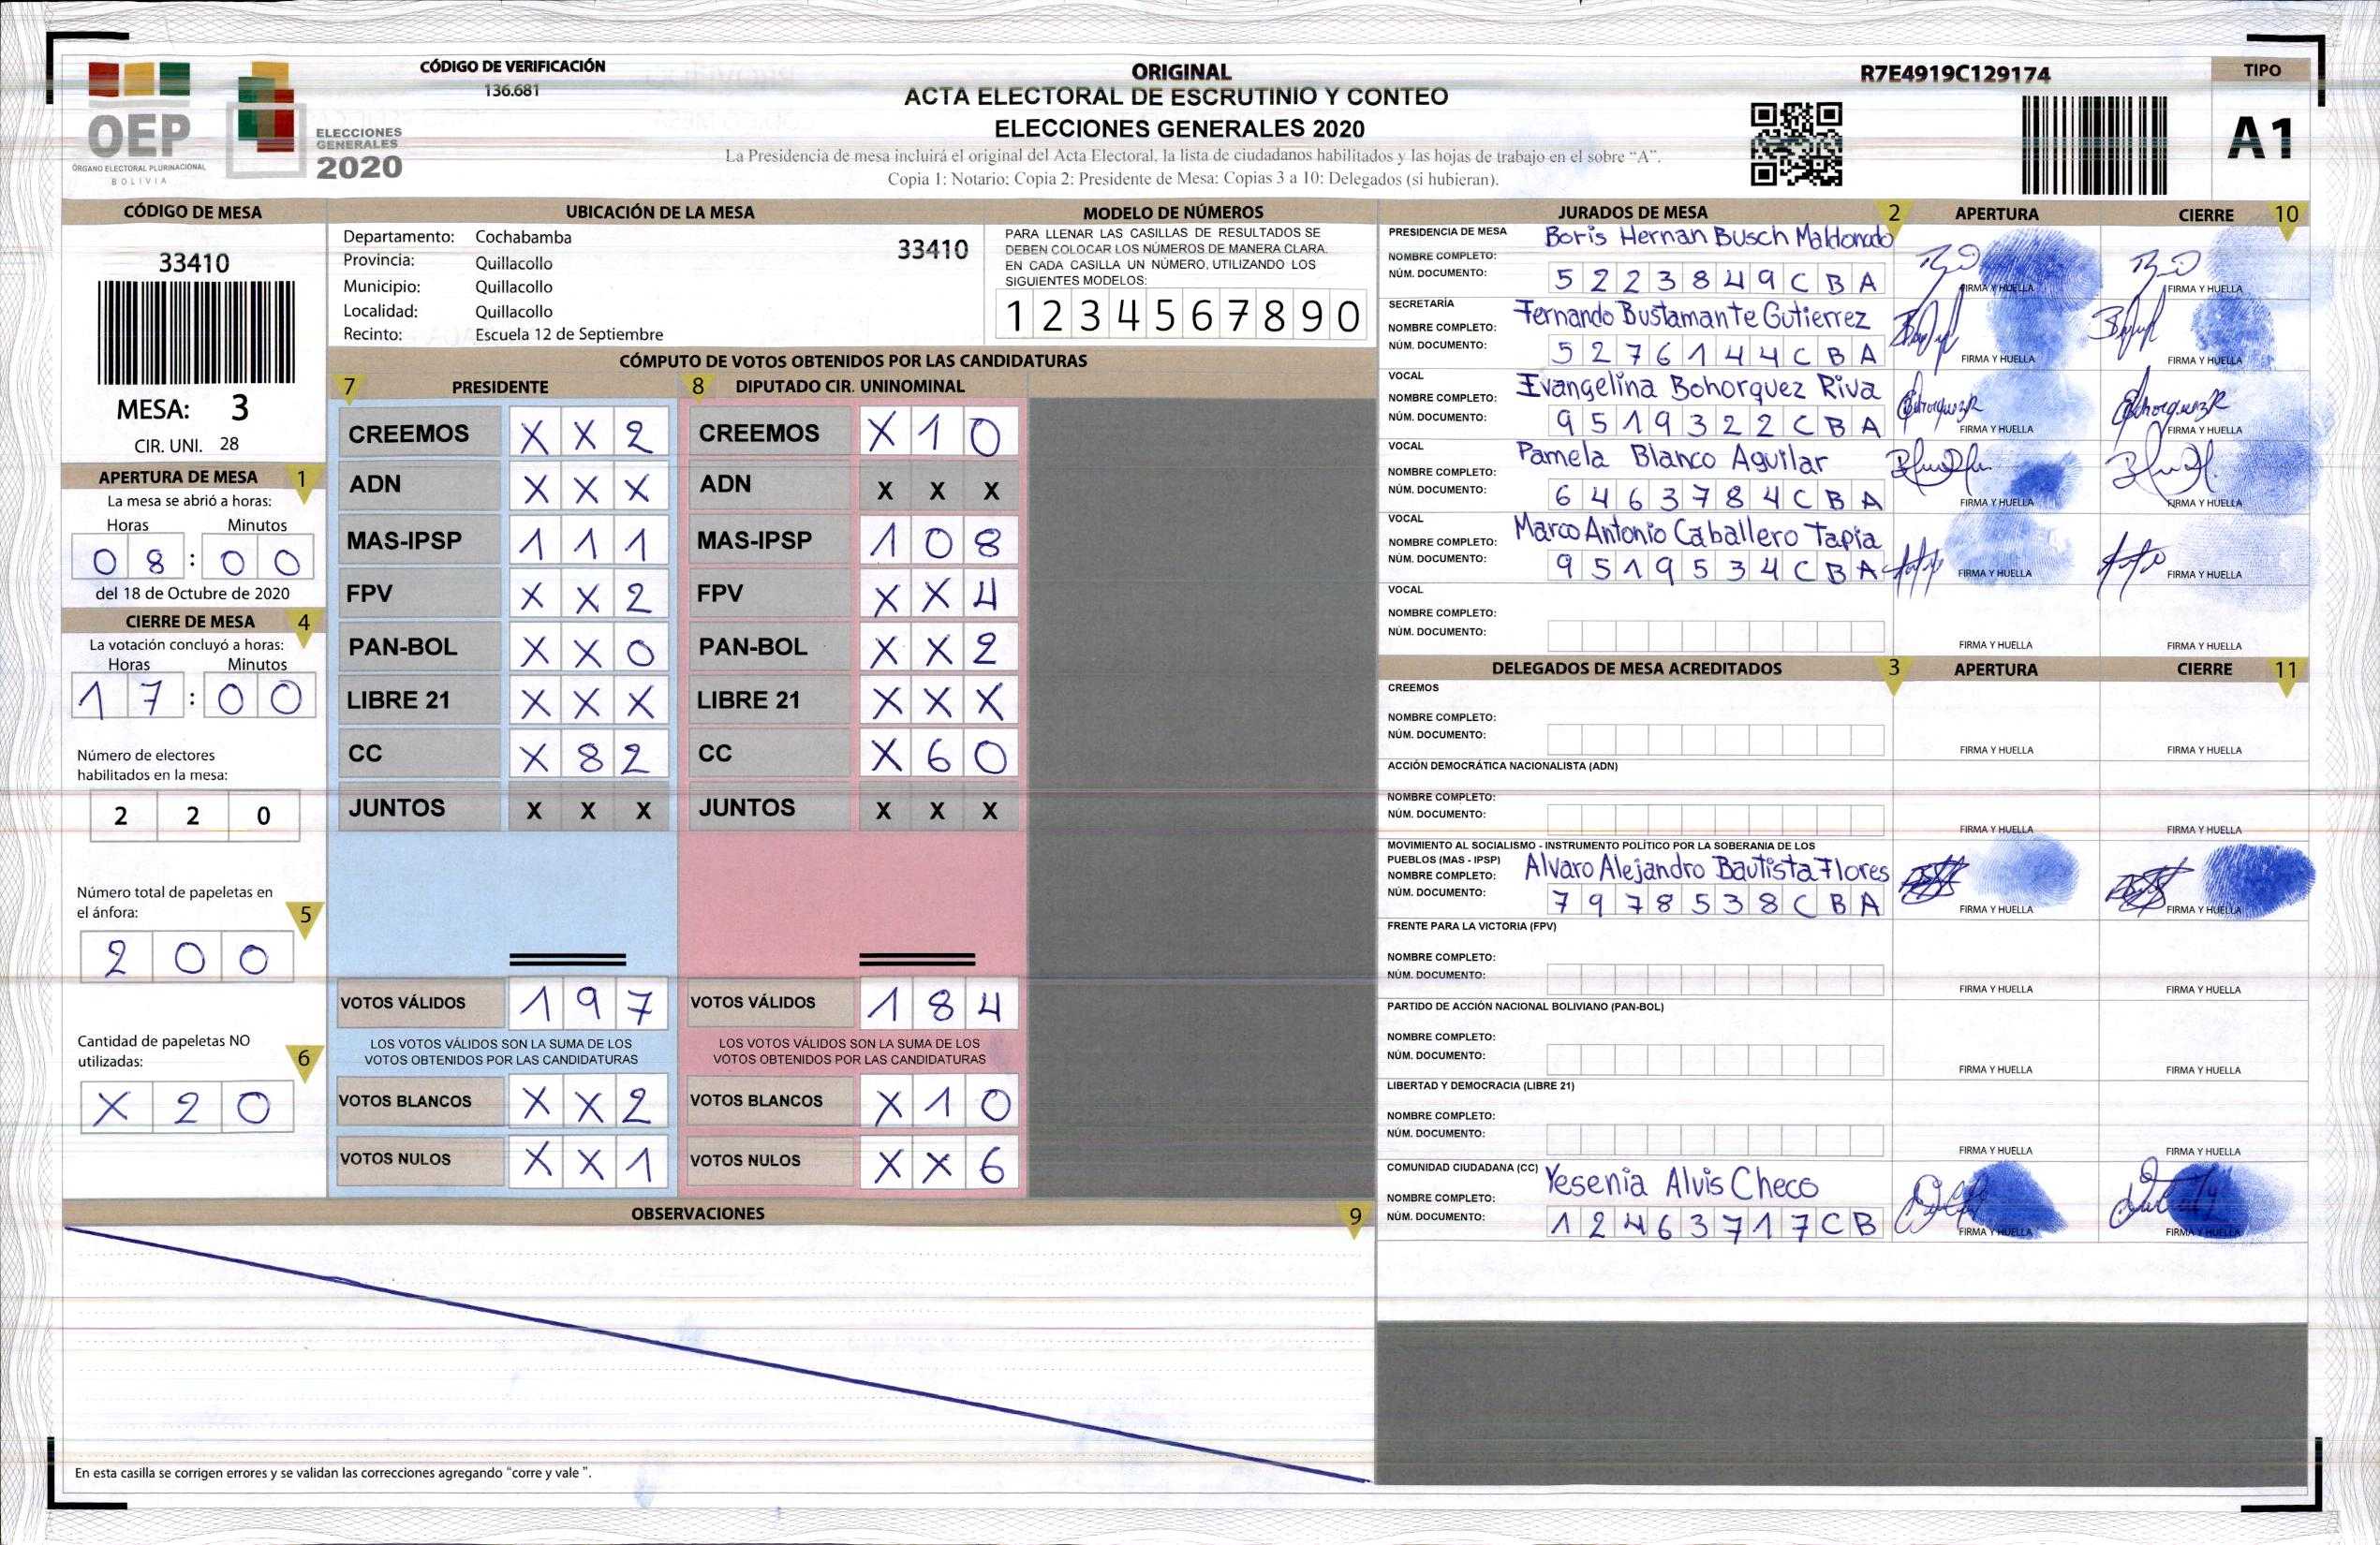 OEP
ÓRGANO ELECTORAL PLURINACIONAL
BOLIVIA
ELECCIONES
GENERALES
2020
CÓDIGO DE VERIFICACIÓN
136.681
ORIGINAL
ACTA ELECTORAL DE ESCRUTINIO Y CONTEO
ELECCIONES GENERALES 2020
La Presidencia de mesa incluirá el original del Acta Electoral, la lista de ciudadanos habilitados y las hojas de trabajo en el sobre "A".
Copia 1: Notario; Copia 2: Presidente de Mesa; Copias 3 a 10: Delegados (si hubieran).
R7E4919C129174
TIPO
A1
CÓDIGO DE MESA
33410
MESA: 3
CIR. UNI. 28
APERTURA DE MESA 1
La mesa se abrió a horas:
Horas Minutos
0 8 : 0 0
del 18 de Octubre de 2020
CIERRE DE MESA 4
La votación concluyó a horas:
Horas Minutos
1 7 : 0 0
Número de electores
habilitados en la mesa:
2 2 0
Número total de papeletas en
el ánfora: 5
2 0 0
Cantidad de papeletas NO
utilizadas: 6
X 2 0
UBICACIÓN DE LA MESA
Departamento: Cochabamba 33410
Provincia: Quillacollo
Municipio: Quillacollo
Localidad: Quillacollo
Recinto: Escuela 12 de Septiembre
MODELO DE NÚMEROS
PARA LLENAR LAS CASILLAS DE RESULTADOS SE
DEBEN COLOCAR LOS NÚMEROS DE MANERA CLARA.
EN CADA CASILLA UN NÚMERO, UTILIZANDO LOS
SIGUIENTES MODELOS:
1 2 3 4 5 6 7 8 9 0
CÓMPUTO DE VOTOS OBTENIDOS POR LAS CANDIDATURAS
7 PRESIDENTE 8 DIPUTADO CIR. UNINOMINAL
CREEMOS X X 2 CREEMOS X 1 0
ADN X X X ADN X X X
MAS-IPSP 1 1 1 MAS-IPSP 1 0 8
FPV X X 2 FPV X X 4
PAN-BOL X X 0 PAN-BOL X X 2
LIBRE 21 X X X LIBRE 21 X X X
CC X 8 2 CC X 6 0
JUNTOS X X X JUNTOS X X X
VOTOS VÁLIDOS 1 9 7 VOTOS VÁLIDOS 1 8 4
LOS VOTOS VÁLIDOS SON LA SUMA DE LOS LOS VOTOS VÁLIDOS SON LA SUMA DE LOS
VOTOS OBTENIDOS POR LAS CANDIDATURAS VOTOS OBTENIDOS POR LAS CANDIDATURAS
VOTOS BLANCOS X X 2 VOTOS BLANCOS X 1 0
VOTOS NULOS X X 1 VOTOS NULOS X X 6
OBSERVACIONES 9
En esta casilla se corrigen errores y se validan las correcciones agregando "corre y vale ".
JURADOS DE MESA 2 APERTURA CIERRE 10
PRESIDENCIA DE MESA
NOMBRE COMPLETO: Boris Hernan Busch Maldonado
NÚM. DOCUMENTO: 5 2 2 3 8 4 9 C B A FIRMA Y HUELLA FIRMA Y HUELLA
SECRETARÍA
NOMBRE COMPLETO: Fernando Bustamante Gutierrez
NÚM. DOCUMENTO: 5 2 7 6 1 4 4 C B A FIRMA Y HUELLA FIRMA Y HUELLA
VOCAL
NOMBRE COMPLETO: Evangelina Bohorquez Riva
NÚM. DOCUMENTO: 9 5 1 9 3 2 2 C B A FIRMA Y HUELLA FIRMA Y HUELLA
VOCAL
NOMBRE COMPLETO: Pamela Blanco Aguilar
NÚM. DOCUMENTO: 6 4 6 3 7 8 4 C B A FIRMA Y HUELLA FIRMA Y HUELLA
VOCAL
NOMBRE COMPLETO: Marco Antonio Caballero Tapia
NÚM. DOCUMENTO: 9 5 1 9 5 3 4 C B A FIRMA Y HUELLA FIRMA Y HUELLA
VOCAL
NOMBRE COMPLETO:
NÚM. DOCUMENTO: FIRMA Y HUELLA FIRMA Y HUELLA
DELEGADOS DE MESA ACREDITADOS 3 APERTURA CIERRE 11
CREEMOS
NOMBRE COMPLETO:
NÚM. DOCUMENTO: FIRMA Y HUELLA FIRMA Y HUELLA
ACCIÓN DEMOCRÁTICA NACIONALISTA (ADN)
NOMBRE COMPLETO:
NÚM. DOCUMENTO: FIRMA Y HUELLA FIRMA Y HUELLA
MOVIMIENTO AL SOCIALISMO - INSTRUMENTO POLÍTICO POR LA SOBERANIA DE LOS
PUEBLOS (MAS - IPSP)
NOMBRE COMPLETO: Alvaro Alejandro Bautista Flores
NÚM. DOCUMENTO: 7 9 7 8 5 3 8 C B A FIRMA Y HUELLA FIRMA Y HUELLA
FRENTE PARA LA VICTORIA (FPV)
NOMBRE COMPLETO:
NÚM. DOCUMENTO: FIRMA Y HUELLA FIRMA Y HUELLA
PARTIDO DE ACCIÓN NACIONAL BOLIVIANO (PAN-BOL)
NOMBRE COMPLETO:
NÚM. DOCUMENTO: FIRMA Y HUELLA FIRMA Y HUELLA
LIBERTAD Y DEMOCRACIA (LIBRE 21)
NOMBRE COMPLETO:
NÚM. DOCUMENTO: FIRMA Y HUELLA FIRMA Y HUELLA
COMUNIDAD CIUDADANA (CC)
NOMBRE COMPLETO: Yesenia Alvis Checo
NÚM. DOCUMENTO: 1 2 4 6 3 7 1 7 C B FIRMA Y HUELLA FIRMA Y HUELLA